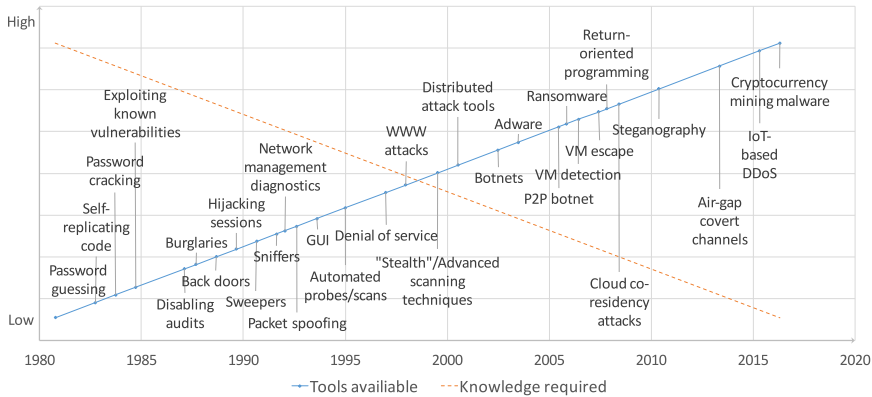 High
Return-
oriented
programming
Cryptocurrency
mining malware
Distributed
attack tools
Ransomware
Exploiting
known
vulnerabilities
Adware
Steganography
WWW
attacks
IoT-
based
DDoS
Network
management
diagnostics
VM escape
Password
cracking
Botnets
VM detection
P2P botnet
Hijacking
sessions
Air-gap
covert
channels
Self-
replicating
code
Burglaries
GUI
Denial of service
Sniffers
Password
guessing
Back doors
Automated
probes/scans
"Stealth"/Advanced
scanning
techniques
Cloud co-
residency
attacks
Disabling
audits
Sweepers
Packet spoofing
Low
1980 1985 1990 1995 2000 2005 2010 2015 2020
Tools availiable Knowledge required